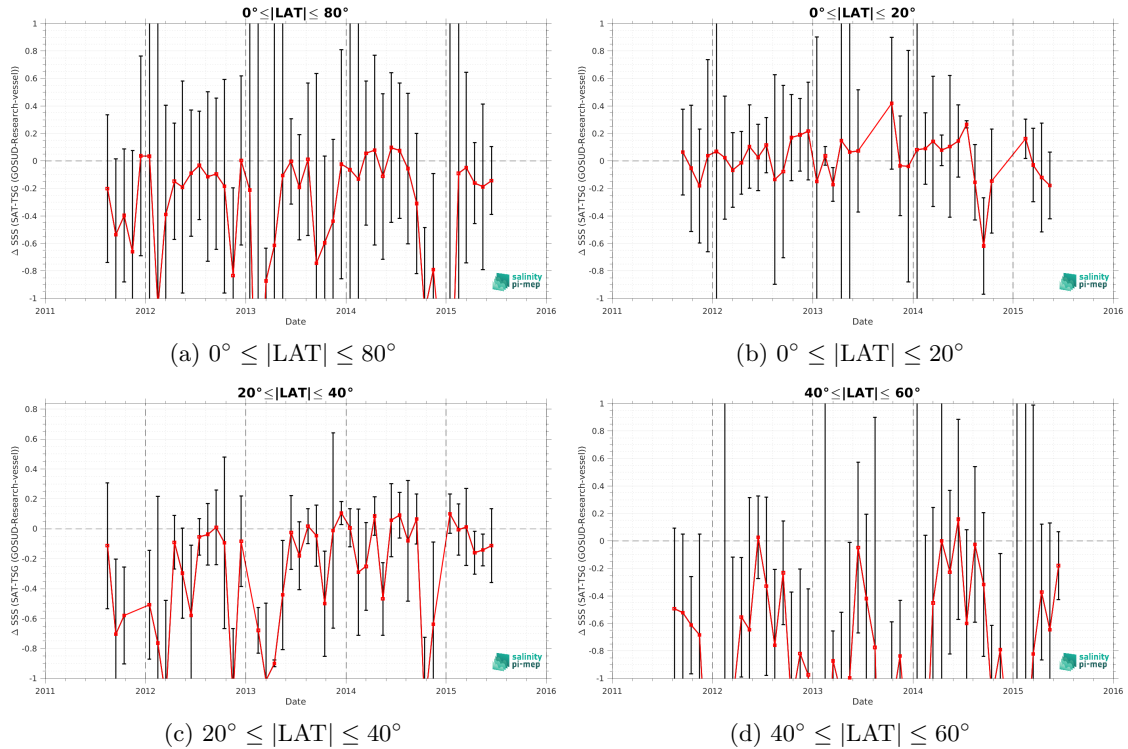 0°≤|LAT|≤ 80°
Δ SSS (SAT-TSG (GOSUD-Research-vessel))
1
0.8
0.6
0.4
0.2
0
-0.2
-0.4
-0.6
-0.8
-1
2011 2012 2013 2014 2015 2016
Date
salinity
pi-mep
(a) 0° ≤ |LAT| ≤ 80°
0°≤|LAT|≤ 20°
Δ SSS (SAT-TSG (GOSUD-Research-vessel))
1
0.8
0.6
0.4
0.2
0
-0.2
-0.4
-0.6
-0.8
-1
2011 2012 2013 2014 2015 2016
Date
salinity
pi-mep
(b) 0° ≤ |LAT| ≤ 20°
20°≤|LAT|≤ 40°
Δ SSS (SAT-TSG (GOSUD-Research-vessel))
0.8
0.6
0.4
0.2
0
-0.2
-0.4
-0.6
-0.8
-1
2011 2012 2013 2014 2015 2016
Date
salinity
pi-mep
(c) 20° ≤ |LAT| ≤ 40°
40°≤|LAT|≤ 60°
Δ SSS (SAT-TSG (GOSUD-Research-vessel))
1
0.8
0.6
0.4
0.2
0
-0.2
-0.4
-0.6
-0.8
-1
2011 2012 2013 2014 2015 2016
Date
salinity
pi-mep
(d) 40° ≤ |LAT| ≤ 60°